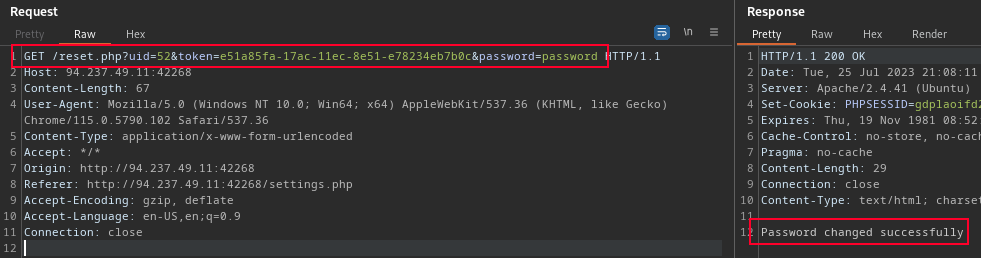 Request
Pretty Raw Hex
\n
1 GET /reset.php?uid=52&token=e51a85fa-17ac-11ec-8e51-e78234eb7b0c&password=password HTTP/1.1
2 Host: 94.237.49.11:42268
3 Content-Length: 67
4 User-Agent: Mozilla/5.0 (Windows NT 10.0; Win64; x64) AppleWebKit/537.36 (KHTML, like Gecko)
Chrome/115.0.5790.102 Safari/537.36
5 Content-Type: application/x-www-form-urlencoded
6 Accept: */*
7 Origin: http://94.237.49.11:42268
8 Referer: http://94.237.49.11:42268/settings.php
9 Accept-Encoding: gzip, deflate
10 Accept-Language: en-US,en;q=0.9
11 Connection: close
12
Response
Pretty Raw Hex Render
1 HTTP/1.1 200 OK
2 Date: Tue, 25 Jul 2023 21:08:11
3 Server: Apache/2.4.41 (Ubuntu)
4 Set-Cookie: PHPSESSID=gdplaoifd2
5 Expires: Thu, 19 Nov 1981 08:52:
6 Cache-Control: no-store, no-cac
7 Pragma: no-cache
8 Content-Length: 29
9 Connection: close
10 Content-Type: text/html; charset
11
12 Password changed successfully